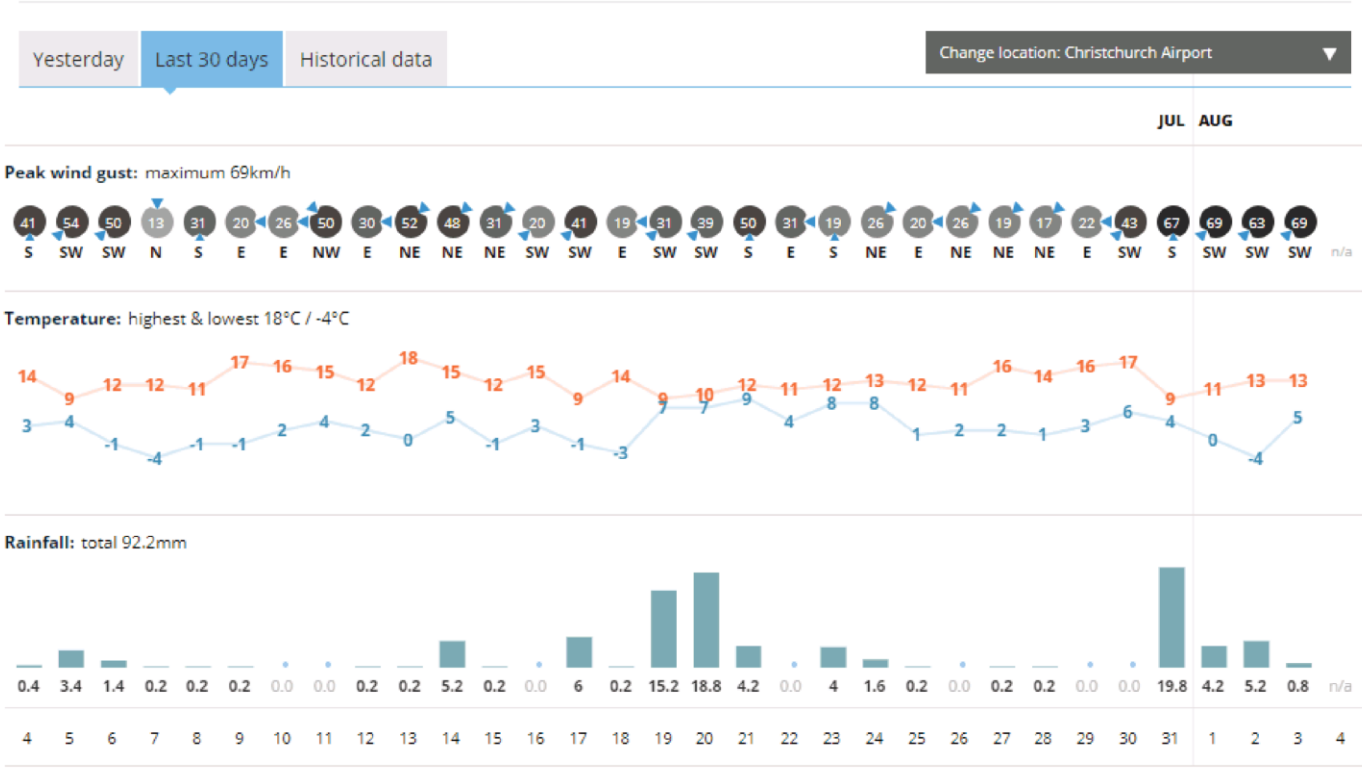 Yesterday Last 30 days Historical data Change location: Christchurch Airport
JUL AUG
Peak wind gust: maximum 69km/h
41 54 50 13 31 20 26 50 30 52 48 31 20 41 19 31 39 50 31 19 26 20 26 19 17 22 43 67 69 63 69
S SW SW N S E E NW E NE NE NE SW SW E SW SW S E S NE E NE NE NE E SW S SW SW SW n/a
Temperature: highest & lowest 18°C / -4°C
14 9 12 12 11 17 16 15 12 18 15 12 15 9 14 9 10 12 11 12 13 12 11 16 14 16 17 9 11 13 13
3 4 -1 -4 -1 -1 2 4 2 0 5 -1 3 -1 -3 7 7 9 4 8 8 1 2 2 1 3 6 4 0 -4 5
Rainfall: total 92.2mm
0.4 3.4 1.4 0.2 0.2 0.2 0.0 0.0 0.2 0.2 5.2 0.2 0.0 6 0.2 15.2 18.8 4.2 0.0 4 1.6 0.2 0.0 0.2 0.2 0.0 0.0 19.8 4.2 5.2 0.8 n/a
4 5 6 7 8 9 10 11 12 13 14 15 16 17 18 19 20 21 22 23 24 25 26 27 28 29 30 31 1 2 3 4